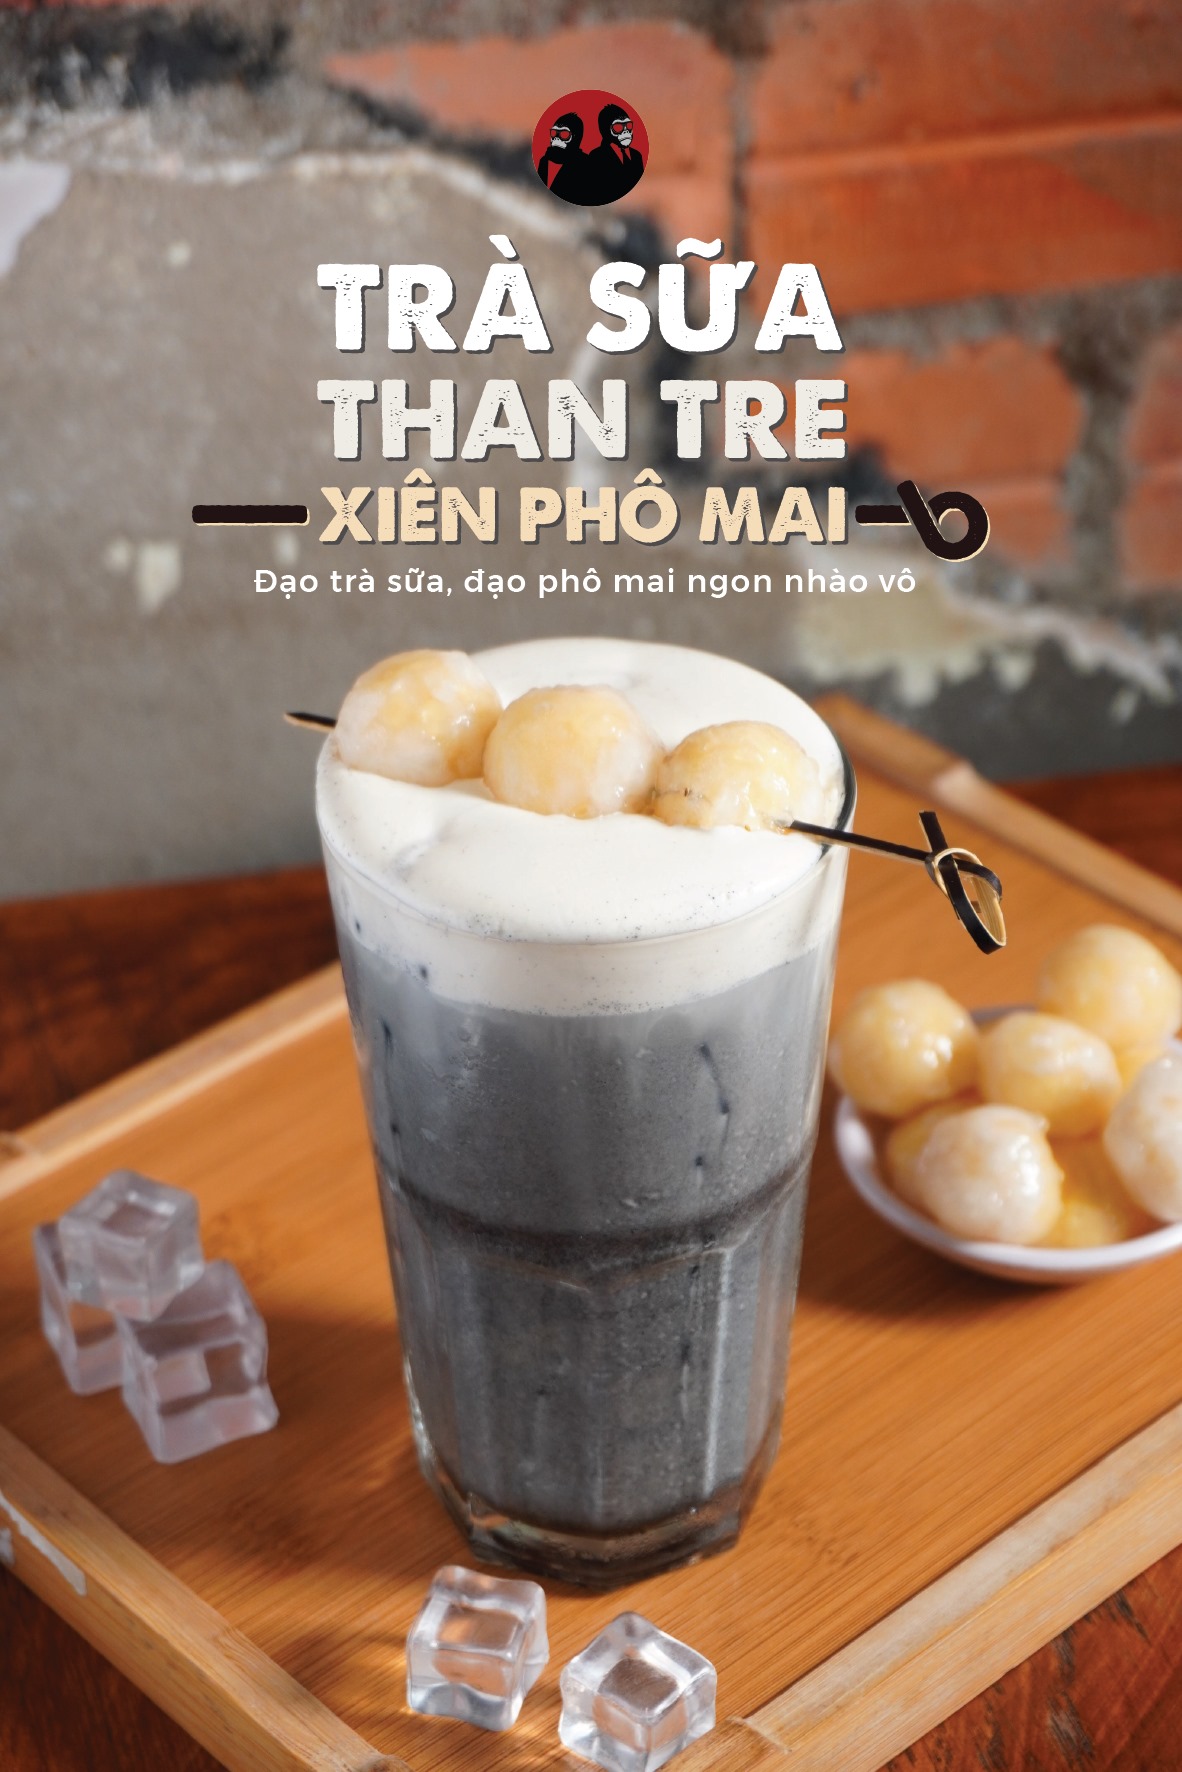 TRÀ SỮA
THAN TRE
XIÊN PHÔ MAI
Đạo trà sữa, đạo phô mai ngon nhào vô